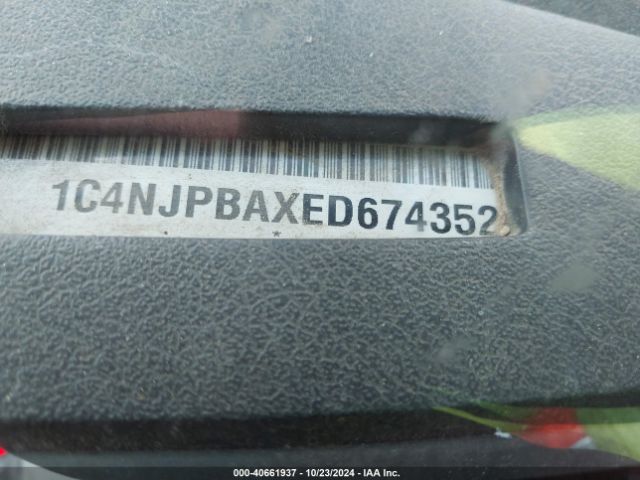 1C4NJPBAXED674352
*
000-40661937 - 10/23/2024 - IAA Inc.